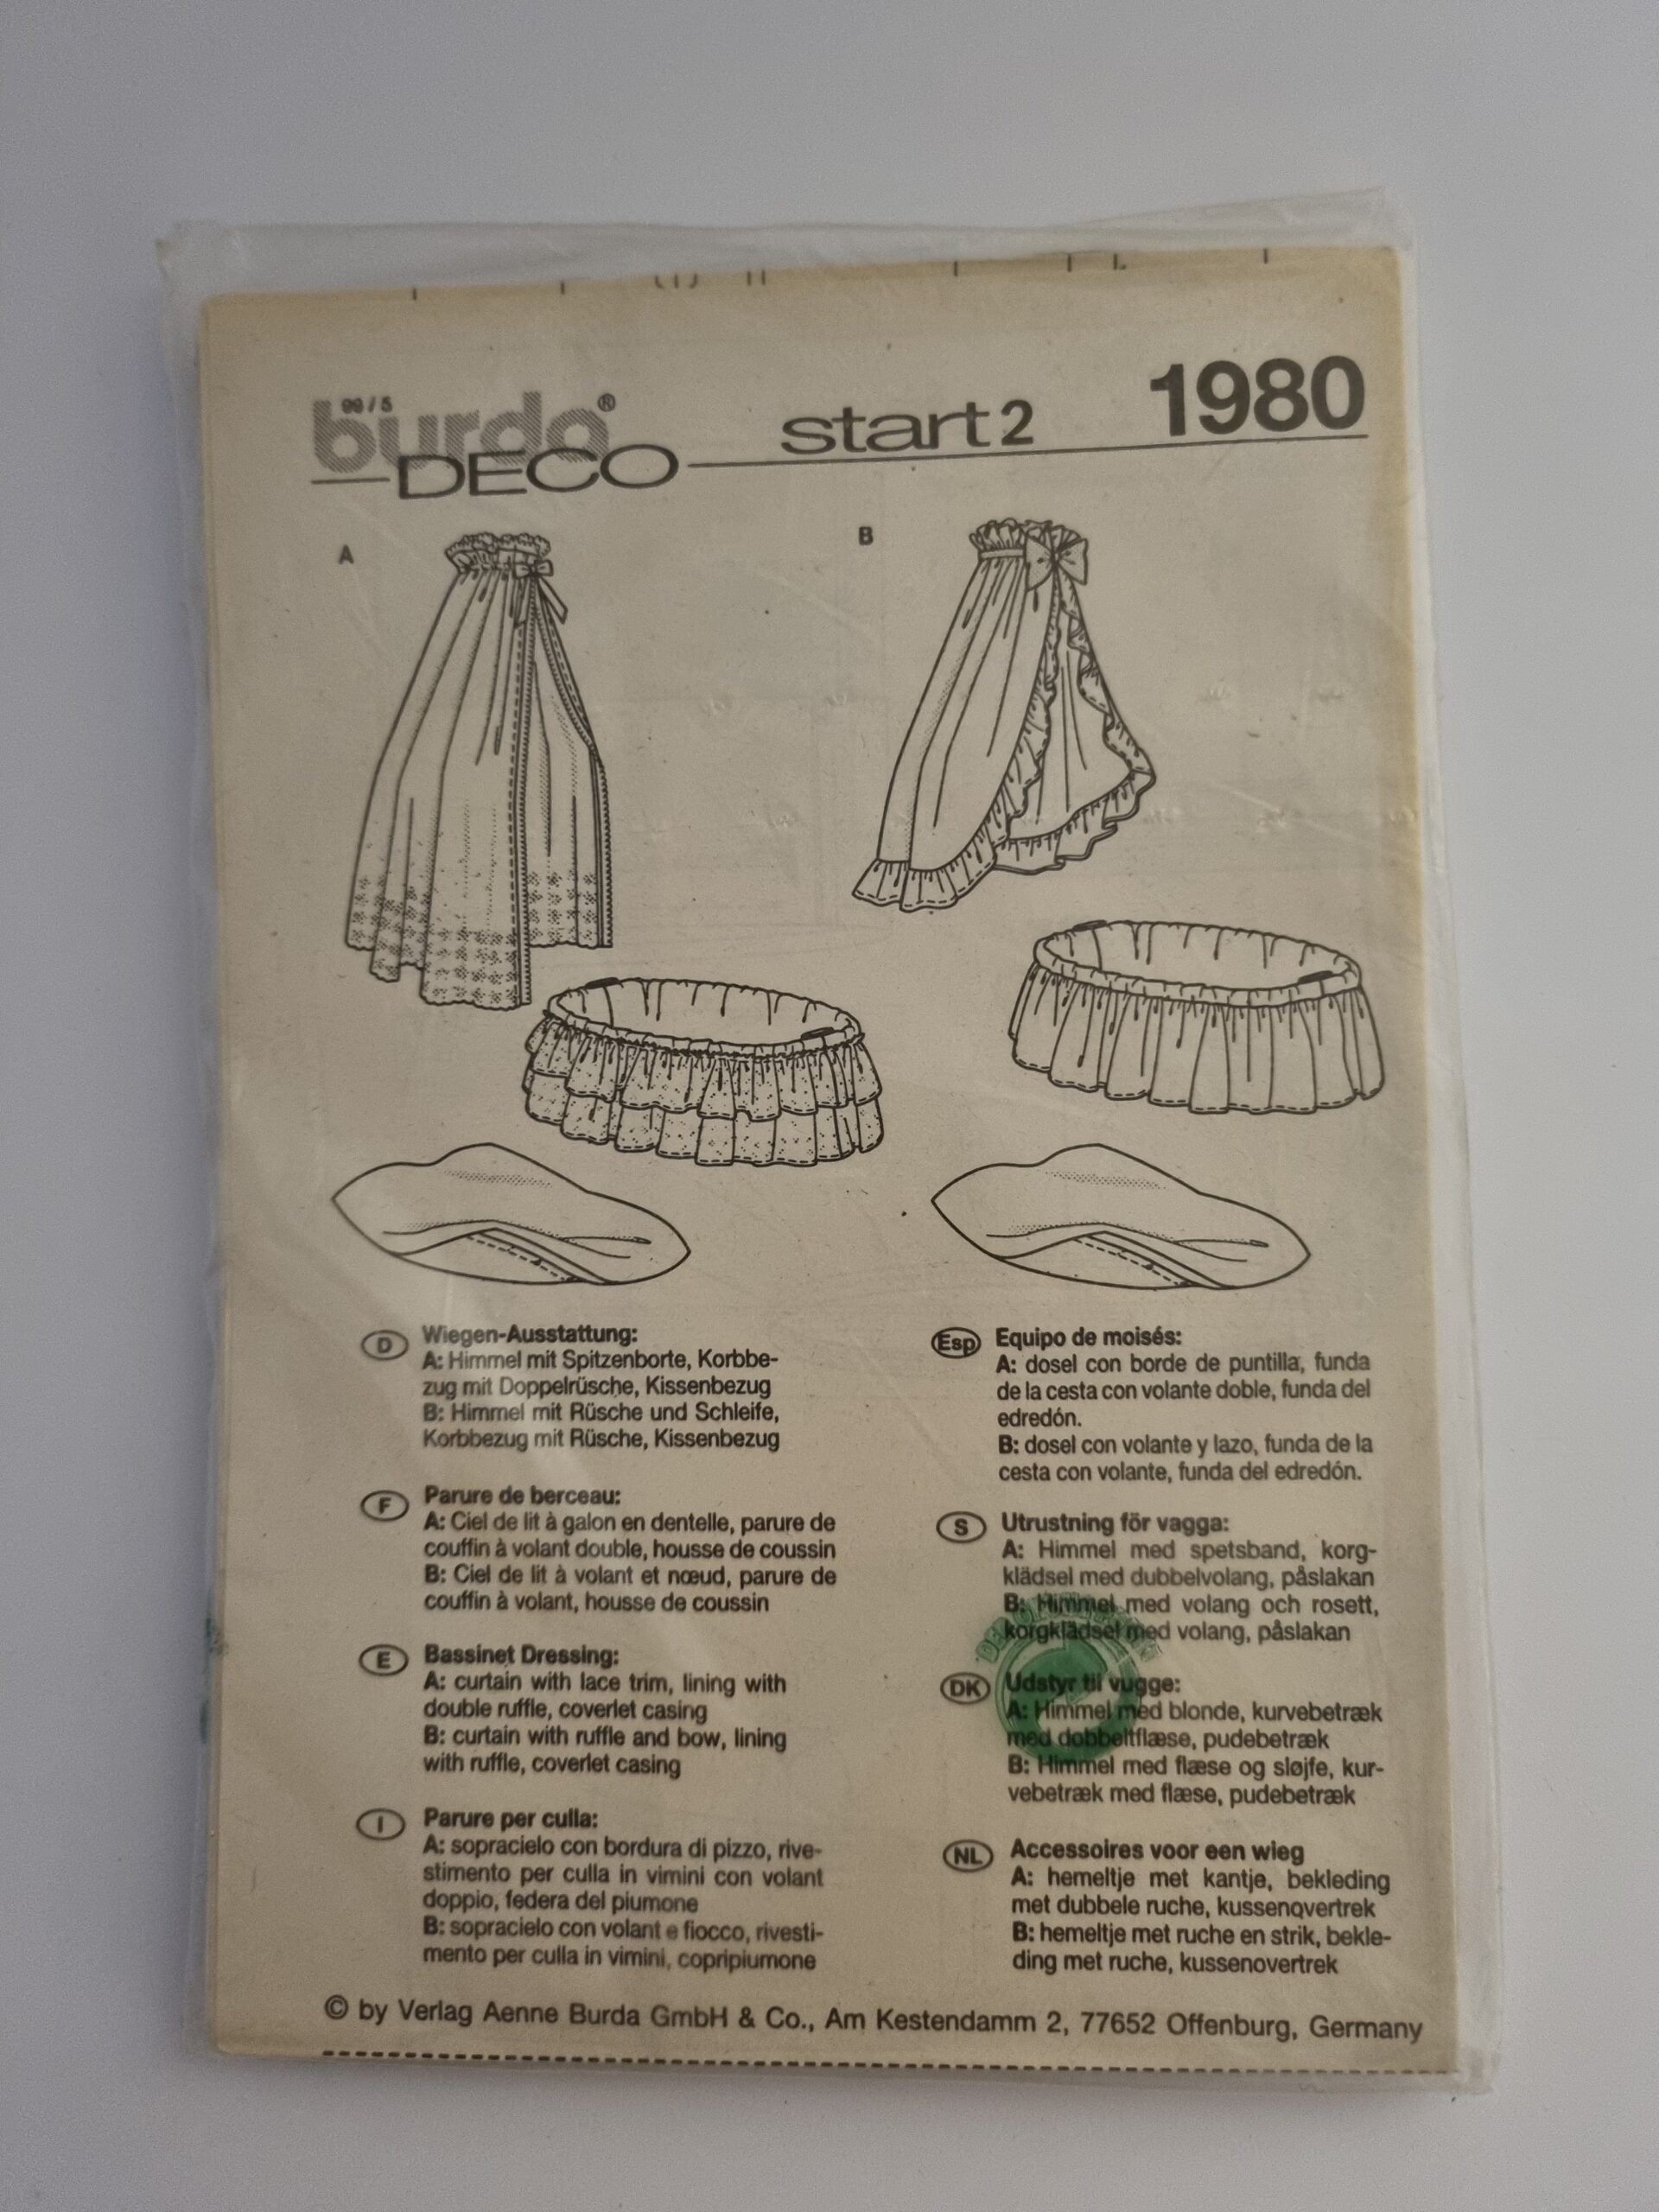 99/5
burda®
DECO
start 2
1980
A
B
D
Wiegen-Ausstattung:
A: Himmel mit Spitzenborte, Korbbe-
zug mit Doppelrüsche, Kissenbezug
B: Himmel mit Rüsche und Schleife,
Korbbezug mit Rüsche, Kissenbezug
F
Parure de berceau:
A: Ciel de lit à galon en dentelle, parure de
couffin à volant double, housse de coussin
B: Ciel de lit à volant et nœud, parure de
couffin à volant, housse de coussin
E
Bassinet Dressing:
A: curtain with lace trim, lining with
double ruffle, coverlet casing
B: curtain with ruffle and bow, lining
with ruffle, coverlet casing
I
Parure per culla:
A: sopracielo con bordura di pizzo, rive-
stimento per culla in vimini con volant
doppio, federa del piumone
B: sopracielo con volant e fiocco, rivesti-
mento per culla in vimini, copripiumone
Esp
Equipo de moisés:
A: dosel con borde de puntilla, funda
de la cesta con volante doble, funda del
edredón.
B: dosel con volante y lazo, funda de la
cesta con volante, funda del edredón.
S
Utrustning för vagga:
A: Himmel med spetsband, korg-
klädsel med dubbelvolang, påslakan
B: Himmel med volang och rosett,
korgklädsel med volang, påslakan
DK
Udstyr til vugge:
A: Himmel med blonde, kurvebetræk
med dobbeltflæse, pudebetræk
B: Himmel med flæse og sløjfe, kur-
vebetræk med flæse, pudebetræk
NL
Accessoires voor een wieg
A: hemeltje met kantje, bekleding
met dubbele ruche, kussenovertrek
B: hemeltje met ruche en strik, bekle-
ding met ruche, kussenovertrek
© by Verlag Aenne Burda GmbH & Co., Am Kestendamm 2, 77652 Offenburg, Germany